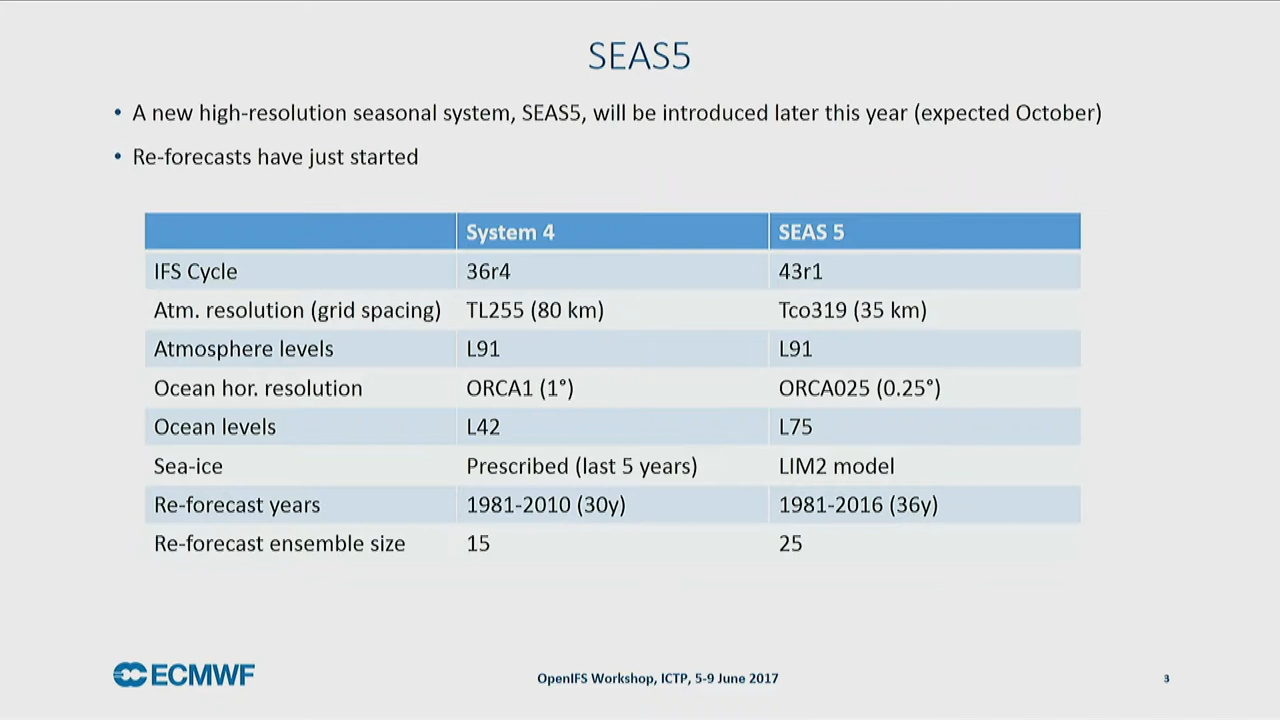 SEAS5
• A new high-resolution seasonal system, SEAS5, will be introduced later this year (expected October)
• Re-forecasts have just started
System 4 SEAS 5
IFS Cycle 36r4 43r1
Atm. resolution (grid spacing) TL255 (80 km) Tco319 (35 km)
Atmosphere levels L91 L91
Ocean hor. resolution ORCA1 (1°) ORCA025 (0.25°)
Ocean levels L42 L75
Sea-ice Prescribed (last 5 years) LIM2 model
Re-forecast years 1981-2010 (30y) 1981-2016 (36y)
Re-forecast ensemble size 15 25
ECMWF OpenIFS Workshop, ICTP, 5-9 June 2017 3